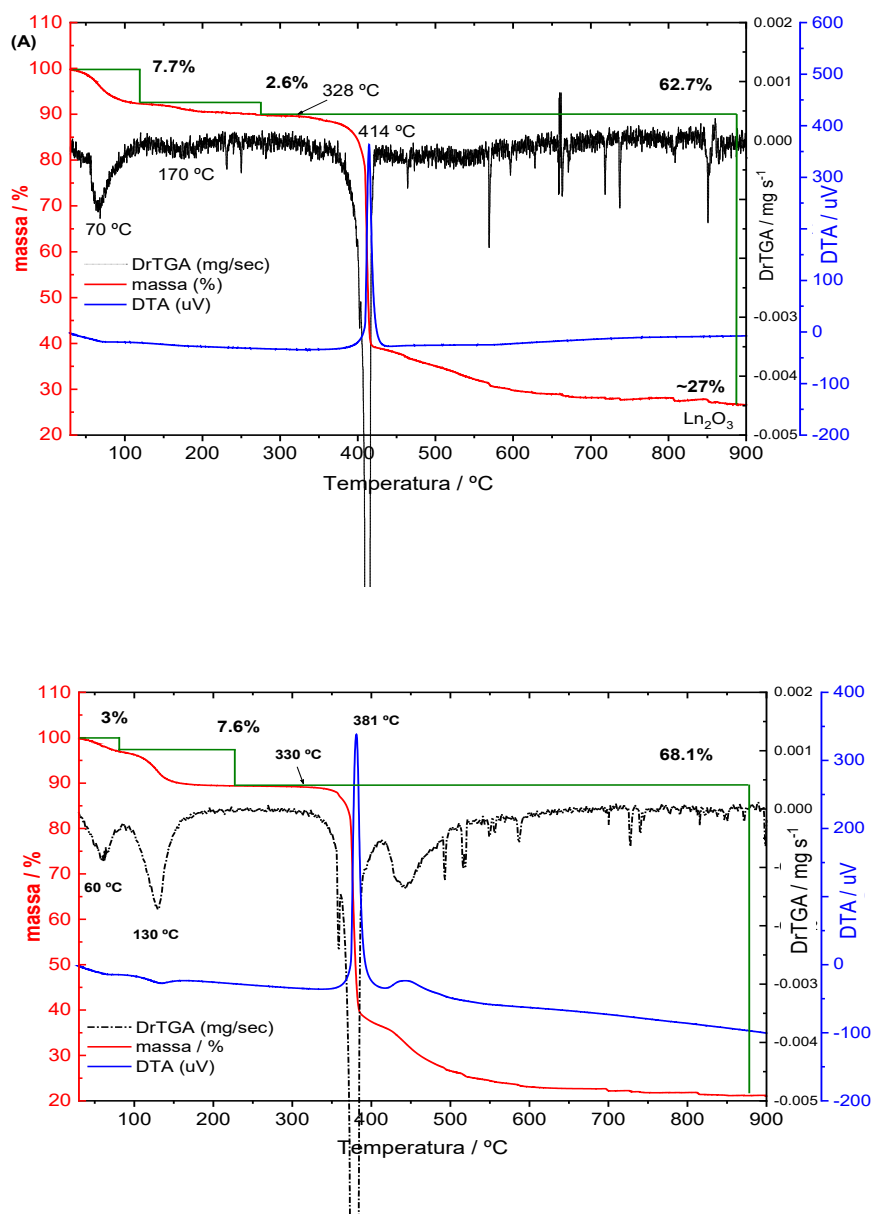 (A)
7.7%
2.6%
328 ºC
62.7%
414 ºC
170 ºC
70 ºC
DrTGA (mg/sec)
massa (%)
DTA (uV)
~27%
Ln₂O₃
massa / %
110
100
90
80
70
60
50
40
30
20
100 200 300 400 500 600 700 800 900
Temperatura / ºC
0.002
0.001
0.000
-0.003
-0.004
-0.005
DrTGA / mg s⁻¹
600
500
400
300
200
100
0
-100
-200
DTA / uV
3%
7.6%
381 ºC
330 ºC
68.1%
60 ºC
130 ºC
DrTGA (mg/sec)
massa / %
DTA (uV)
massa / %
110
100
90
80
70
60
50
40
30
20
100 200 300 400 500 600 700 800 900
Temperatura / ºC
0.002
0.001
0.000
-0.003
-0.004
-0.005
DrTGA / mg s⁻¹
400
300
200
100
0
-100
-200
DTA / uV